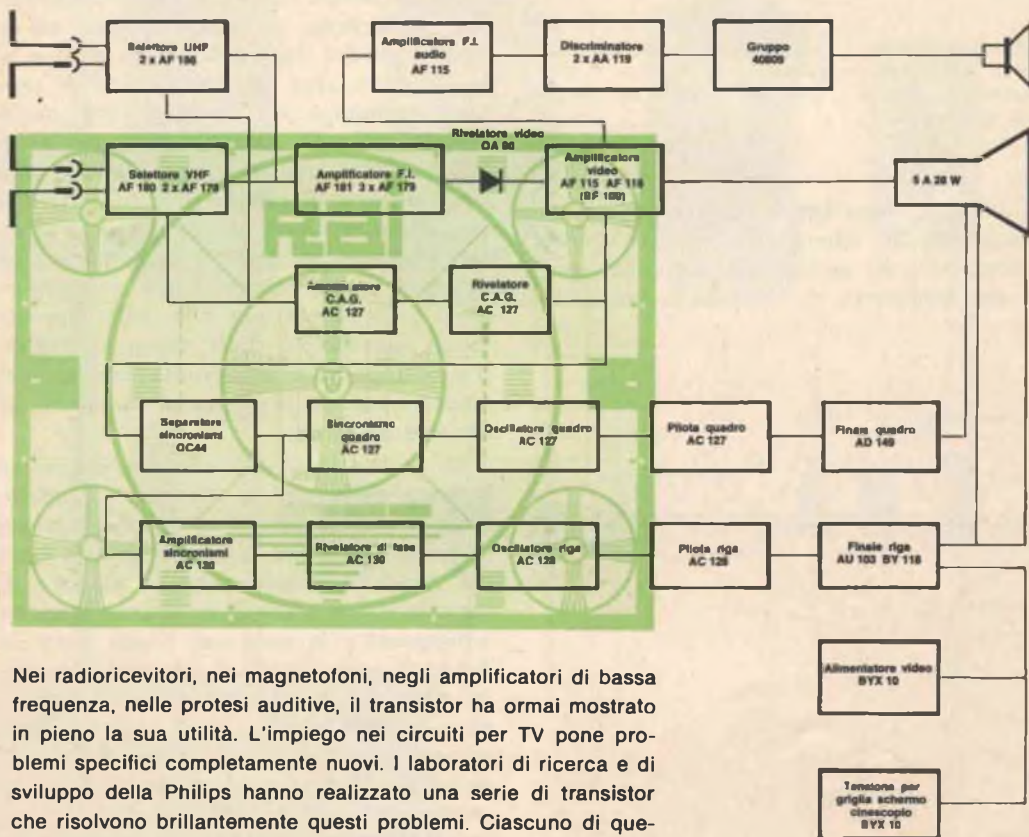 Selettore UHF
2 x AF 186
Amplificatore F.I.
audio
AF 115
Discriminatore
2 x AA 119
Gruppo
40809
Selettore VHF
AF 180 2 x AF 178
Amplificatore F.I.
AF 181 3 x AF 179
Rivelatore video
OA 90
Amplificatore
video
AF 115 AF 118
(BF 109)
5 A 28 W
Rai
C.A.G.
AC 127
Rivelatore
C.A.G.
AC 127
Separatore
sincronismi
OC44
Sincronismo
quadro
AC 127
Oscillatore quadro
AC 127
Pilota quadro
AC 127
Finale quadro
AD 149
Amplificatore
sincronismi
AC 130
Rivelatore di fase
AC 130
Oscillatore riga
AC 128
Pilota riga
AC 128
Finale riga
AU 103 BY 118
Alimentatore video
BYX 10
Tensione per
griglia schermo
cinescopio
BYX 10
Nei radioricevitori, nei magnetofoni, negli amplificatori di bassa
frequenza, nelle protesi auditive, il transistor ha ormai mostrato
in pieno la sua utilità. L'impiego nei circuiti per TV pone pro-
blemi specifici completamente nuovi. I laboratori di ricerca e di
sviluppo della Philips hanno realizzato una serie di transistor
che risolvono brillantemente questi problemi. Ciascuno di que-